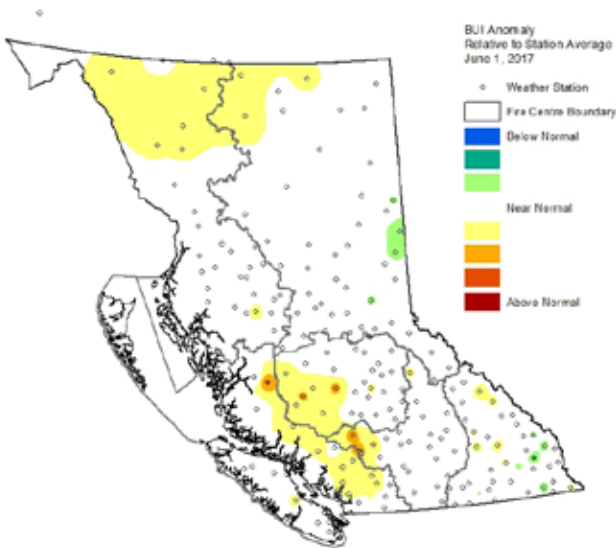 BUI Anomaly
Relative to Station Average
June 1, 2017
Weather Station
Fire Centre Boundary
Below Normal
Near Normal
Above Normal